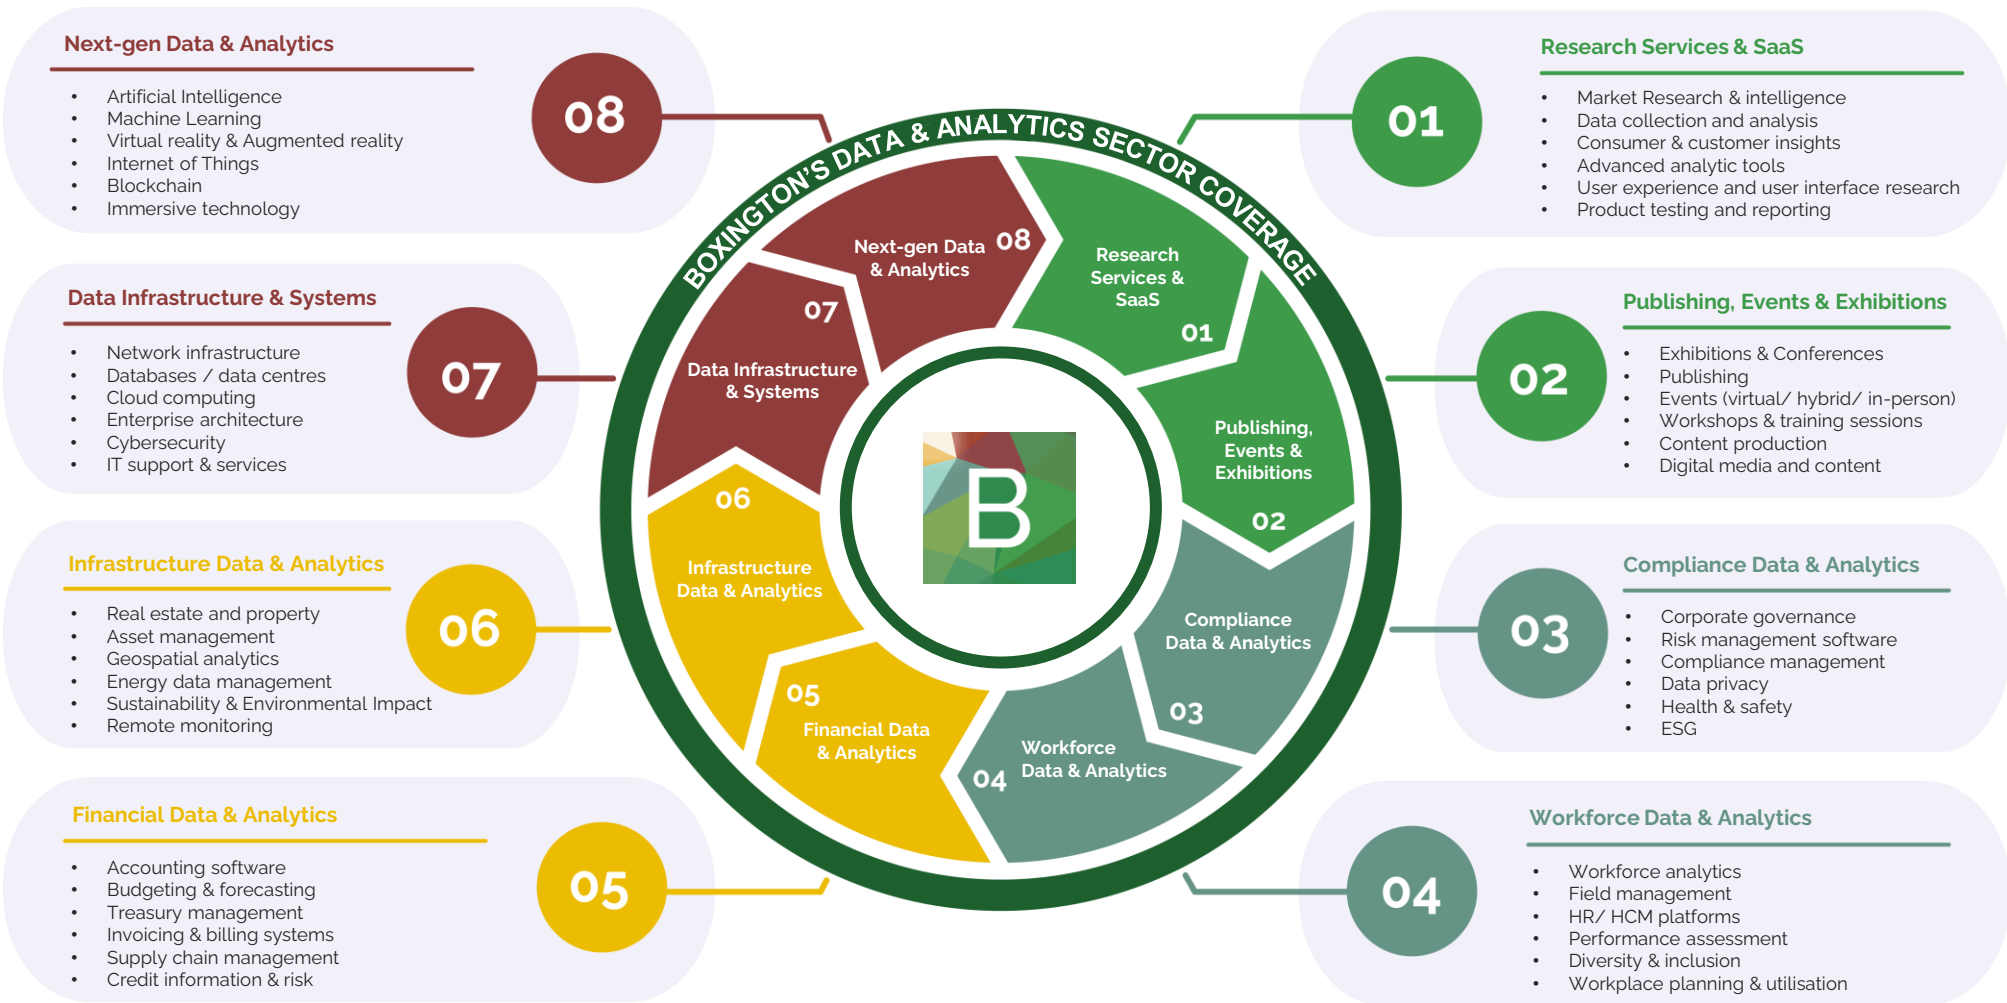 Next-gen Data & Analytics
• Artificial Intelligence
• Machine Learning
• Virtual reality & Augmented reality
• Internet of Things
• Blockchain
• Immersive technology
08
Data Infrastructure & Systems
• Network infrastructure
• Databases / data centres
• Cloud computing
• Enterprise architecture
• Cybersecurity
• IT support & services
07
Infrastructure Data & Analytics
• Real estate and property
• Asset management
• Geospatial analytics
• Energy data management
• Sustainability & Environmental Impact
• Remote monitoring
06
Financial Data & Analytics
• Accounting software
• Budgeting & forecasting
• Treasury management
• Invoicing & billing systems
• Supply chain management
• Credit information & risk
05
BOXINGTON'S DATA & ANALYTICS SECTOR COVERAGE
Next-gen Data
& Analytics
08
Research
Services &
SaaS
01
07
Data Infrastructure
& Systems
Publishing,
Events &
Exhibitions
02
B
06
Infrastructure
Data & Analytics
Compliance
Data & Analytics
03
05
Financial Data
& Analytics
04
Workforce
Data & Analytics
01
Research Services & SaaS
• Market Research & intelligence
• Data collection and analysis
• Consumer & customer insights
• Advanced analytic tools
• User experience and user interface research
• Product testing and reporting
02
Publishing, Events & Exhibitions
• Exhibitions & Conferences
• Publishing
• Events (virtual/ hybrid/ in-person)
• Workshops & training sessions
• Content production
• Digital media and content
03
Compliance Data & Analytics
• Corporate governance
• Risk management software
• Compliance management
• Data privacy
• Health & safety
• ESG
04
Workforce Data & Analytics
• Workforce analytics
• Field management
• HR/ HCM platforms
• Performance assessment
• Diversity & inclusion
• Workplace planning & utilisation